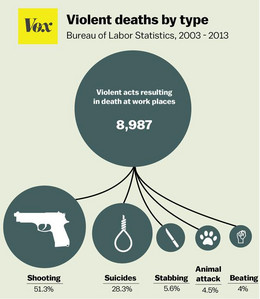 Vox
Violent deaths by type
Bureau of Labor Statistics, 2003 - 2013
Violent acts resulting
in death at work places
8,987
Shooting
51.3%
Suicides
28.3%
Stabbing
5.6%
Animal
attack
4.5%
Beating
4%